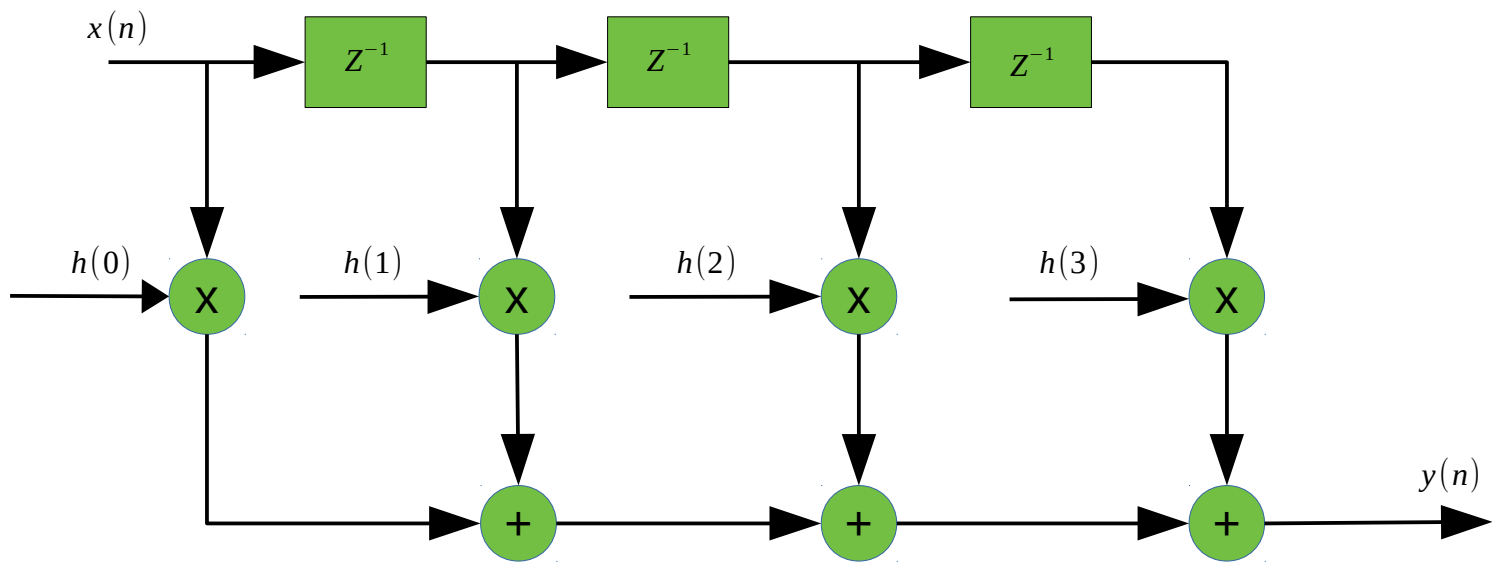 x(n)
Z⁻¹
Z⁻¹
Z⁻¹
h(0)
h(1)
h(2)
h(3)
X
X
X
X
y(n)
+
+
+